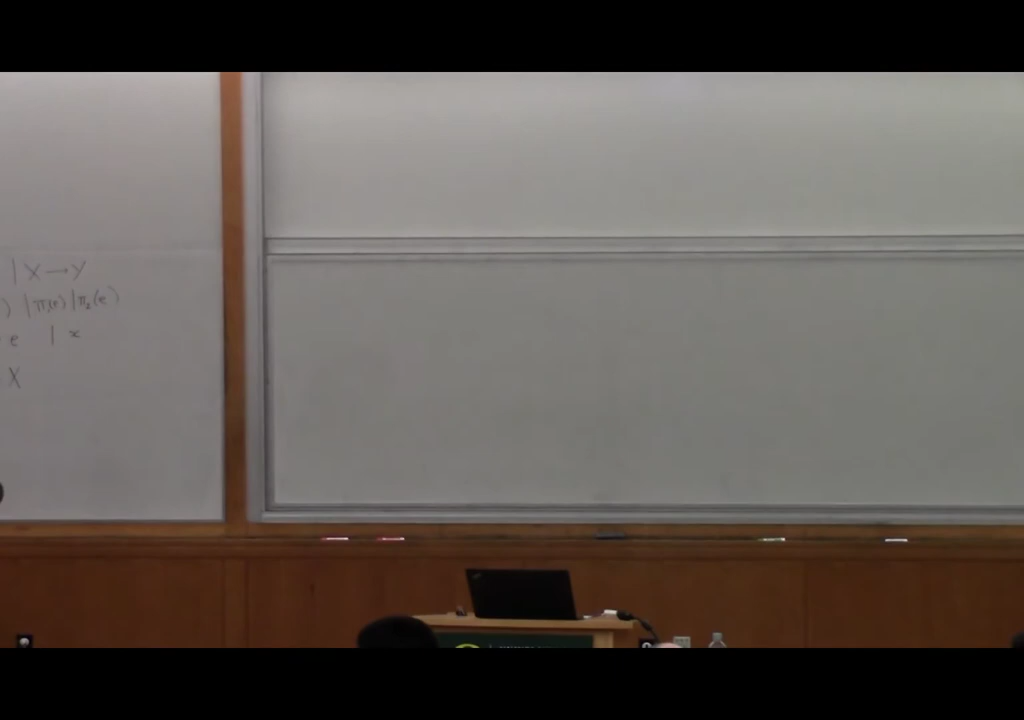 | X → Y
) | π₁(e) | π₂(e)
e | x
X